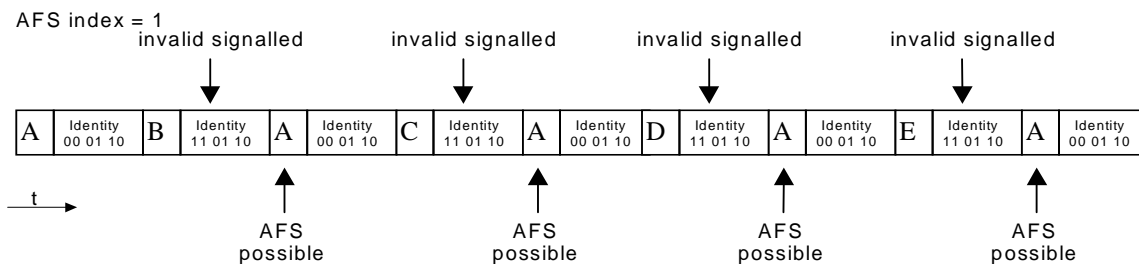 AFS index = 1
invalid signalled invalid signalled invalid signalled invalid signalled
A Identity B Identity A Identity C Identity A Identity D Identity A Identity E Identity A Identity
00 01 10 11 01 10 00 01 10 11 01 10 00 01 10 11 01 10 00 01 10 11 01 10 00 01 10
t
AFS AFS AFS AFS
possible possible possible possible